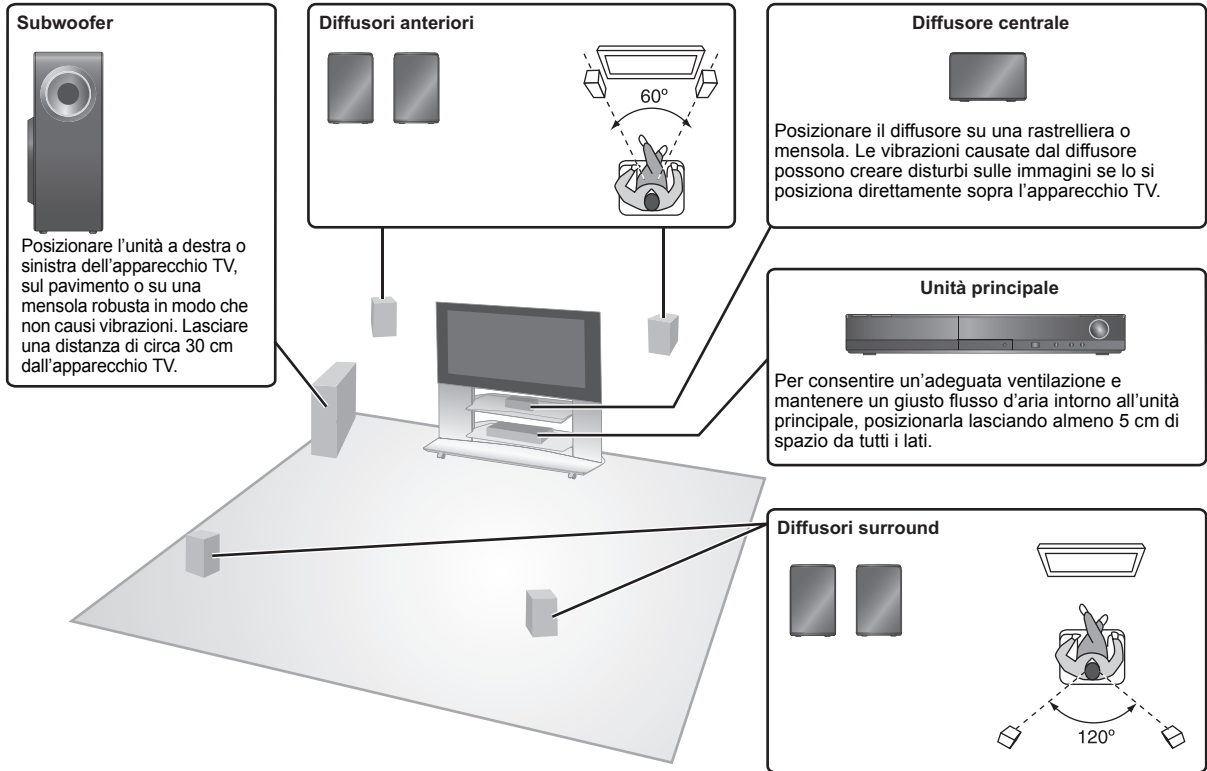 Subwoofer
Posizionare l’unità a destra o
sinistra dell’apparecchio TV,
sul pavimento o su una
mensola robusta in modo che
non causi vibrazioni. Lasciare
una distanza di circa 30 cm
dall’apparecchio TV.
Diffusori anteriori
60°
Diffusore centrale
Posizionare il diffusore su una rastrelliera o
mensola. Le vibrazioni causate dal diffusore
possono creare disturbi sulle immagini se lo si
posiziona direttamente sopra l’apparecchio TV.
Unità principale
Per consentire un’adeguata ventilazione e
mantenere un giusto flusso d’aria intorno all’unità
principale, posizionarla lasciando almeno 5 cm di
spazio da tutti i lati.
Diffusori surround
120°